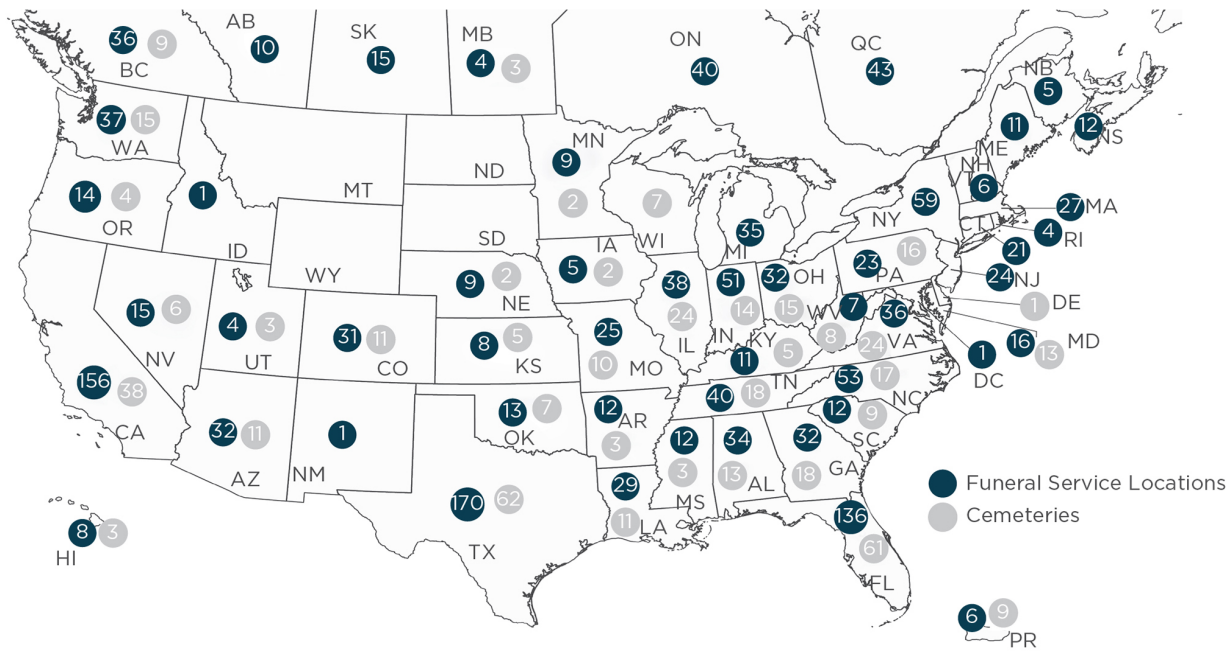 AB
SK
MB
ON
QC
36
9
BC
10
15
4
3
40
43
NB
5
37
15
WA
MN
9
2
11
ME
12
NS
14
4
OR
1
ID
MT
ND
7
WI
35
MI
59
NY
NH
VT
6
27
MA
CT
4
RI
21
SD
WY
IA
5
2
9
2
NE
38
24
IL
51
14
IN
32
OH
15
23
16
PA
24
NJ
1
DE
16
MD
13
1
DC
15
6
NV
4
3
UT
31
11
CO
8
5
KS
25
10
MO
KY
11
5
WV
7
8
36
24
VA
156
38
CA
32
11
AZ
1
NM
13
7
OK
12
AR
3
40
18
TN
53
17
NC
12
9
SC
170
62
TX
29
11
LA
12
3
MS
34
13
AL
32
18
GA
136
61
FL
8
3
HI
6
9
PR
Funeral Service Locations
Cemeteries